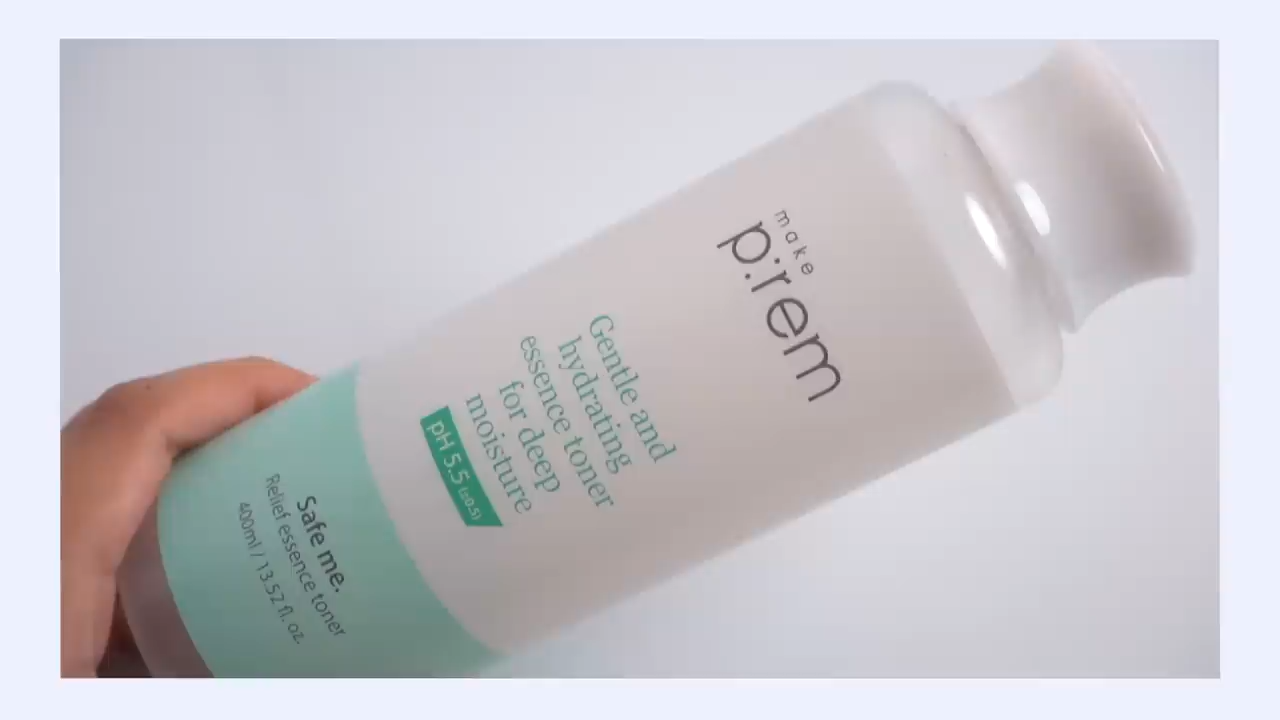 make
p:rem
Gentle and
hydrating
essence toner
for deep
moisture
pH 5.5 (±0.5)
Safe me.
Relief essence toner
400ml / 13.52 fl. oz.